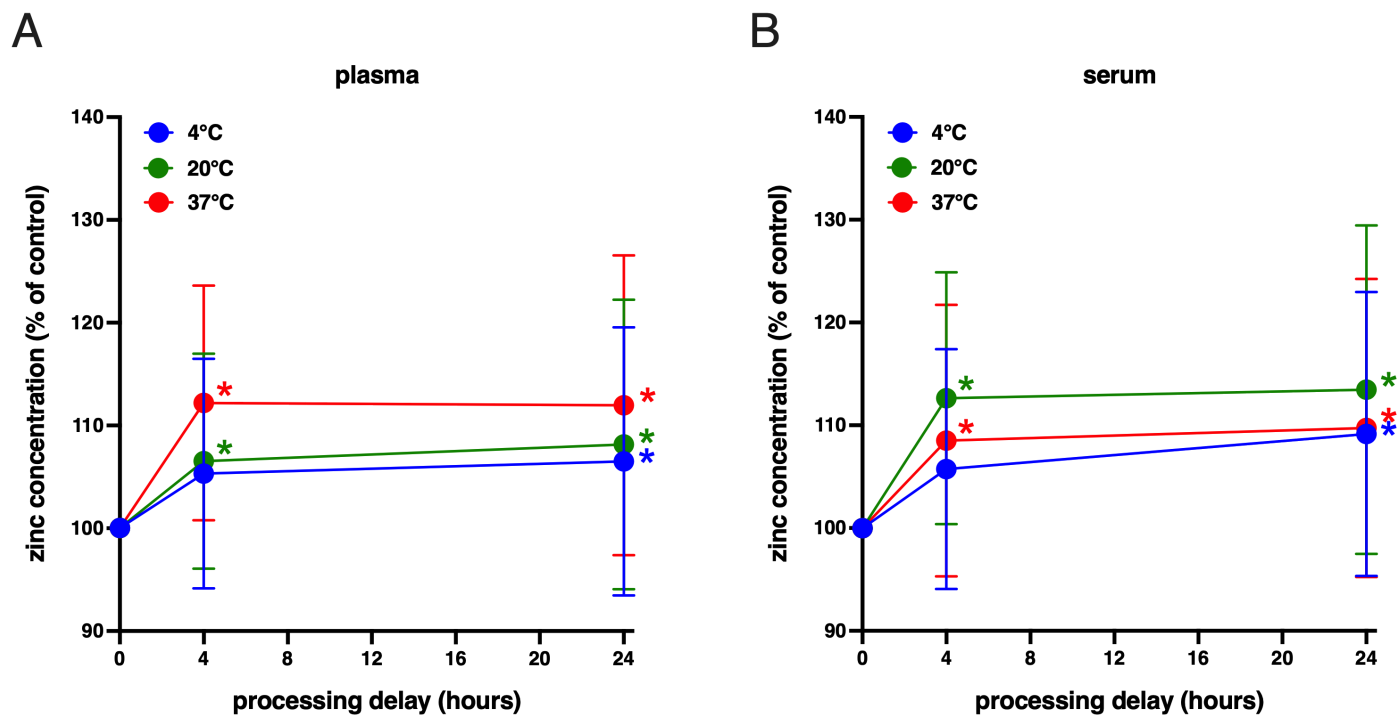 A
plasma
140
130
120
110
100
90
zinc concentration (% of control)
4°C
20°C
37°C
*
*
*
*
*
0 4 8 12 16 20 24
processing delay (hours)
B
serum
140
130
120
110
100
90
zinc concentration (% of control)
4°C
20°C
37°C
*
*
*
*
*
0 4 8 12 16 20 24
processing delay (hours)